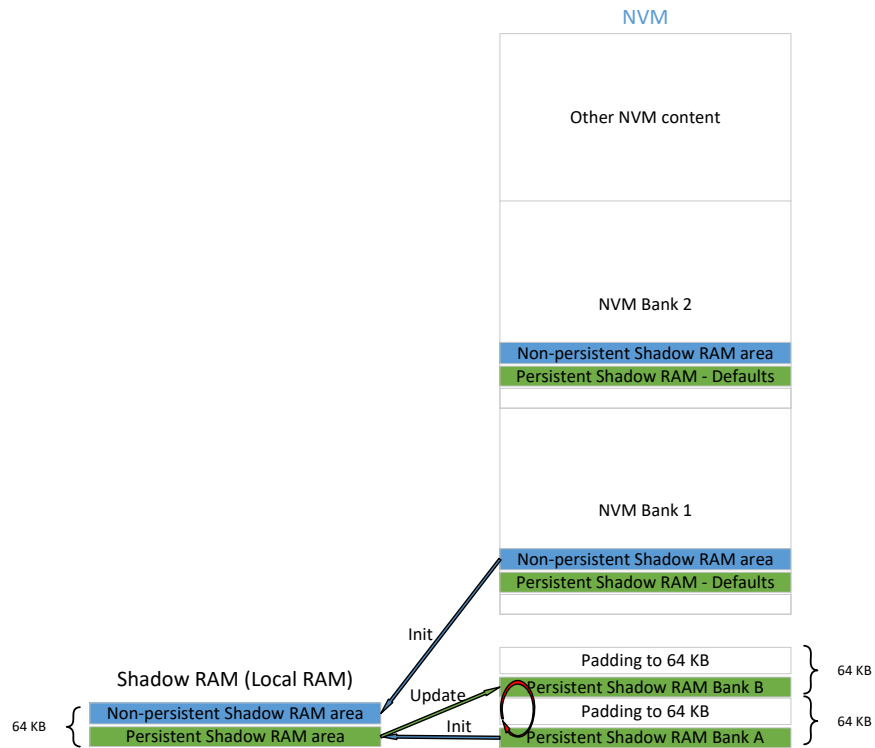 NVM
Other NVM content
NVM Bank 2
Non-persistent Shadow RAM area
Persistent Shadow RAM - Defaults
NVM Bank 1
Non-persistent Shadow RAM area
Persistent Shadow RAM - Defaults
Init
Padding to 64 KB
64 KB
Shadow RAM (Local RAM)
Update
Persistent Shadow RAM Bank B
Non-persistent Shadow RAM area
Padding to 64 KB
64 KB
64 KB
Init
Persistent Shadow RAM area
Persistent Shadow RAM Bank A